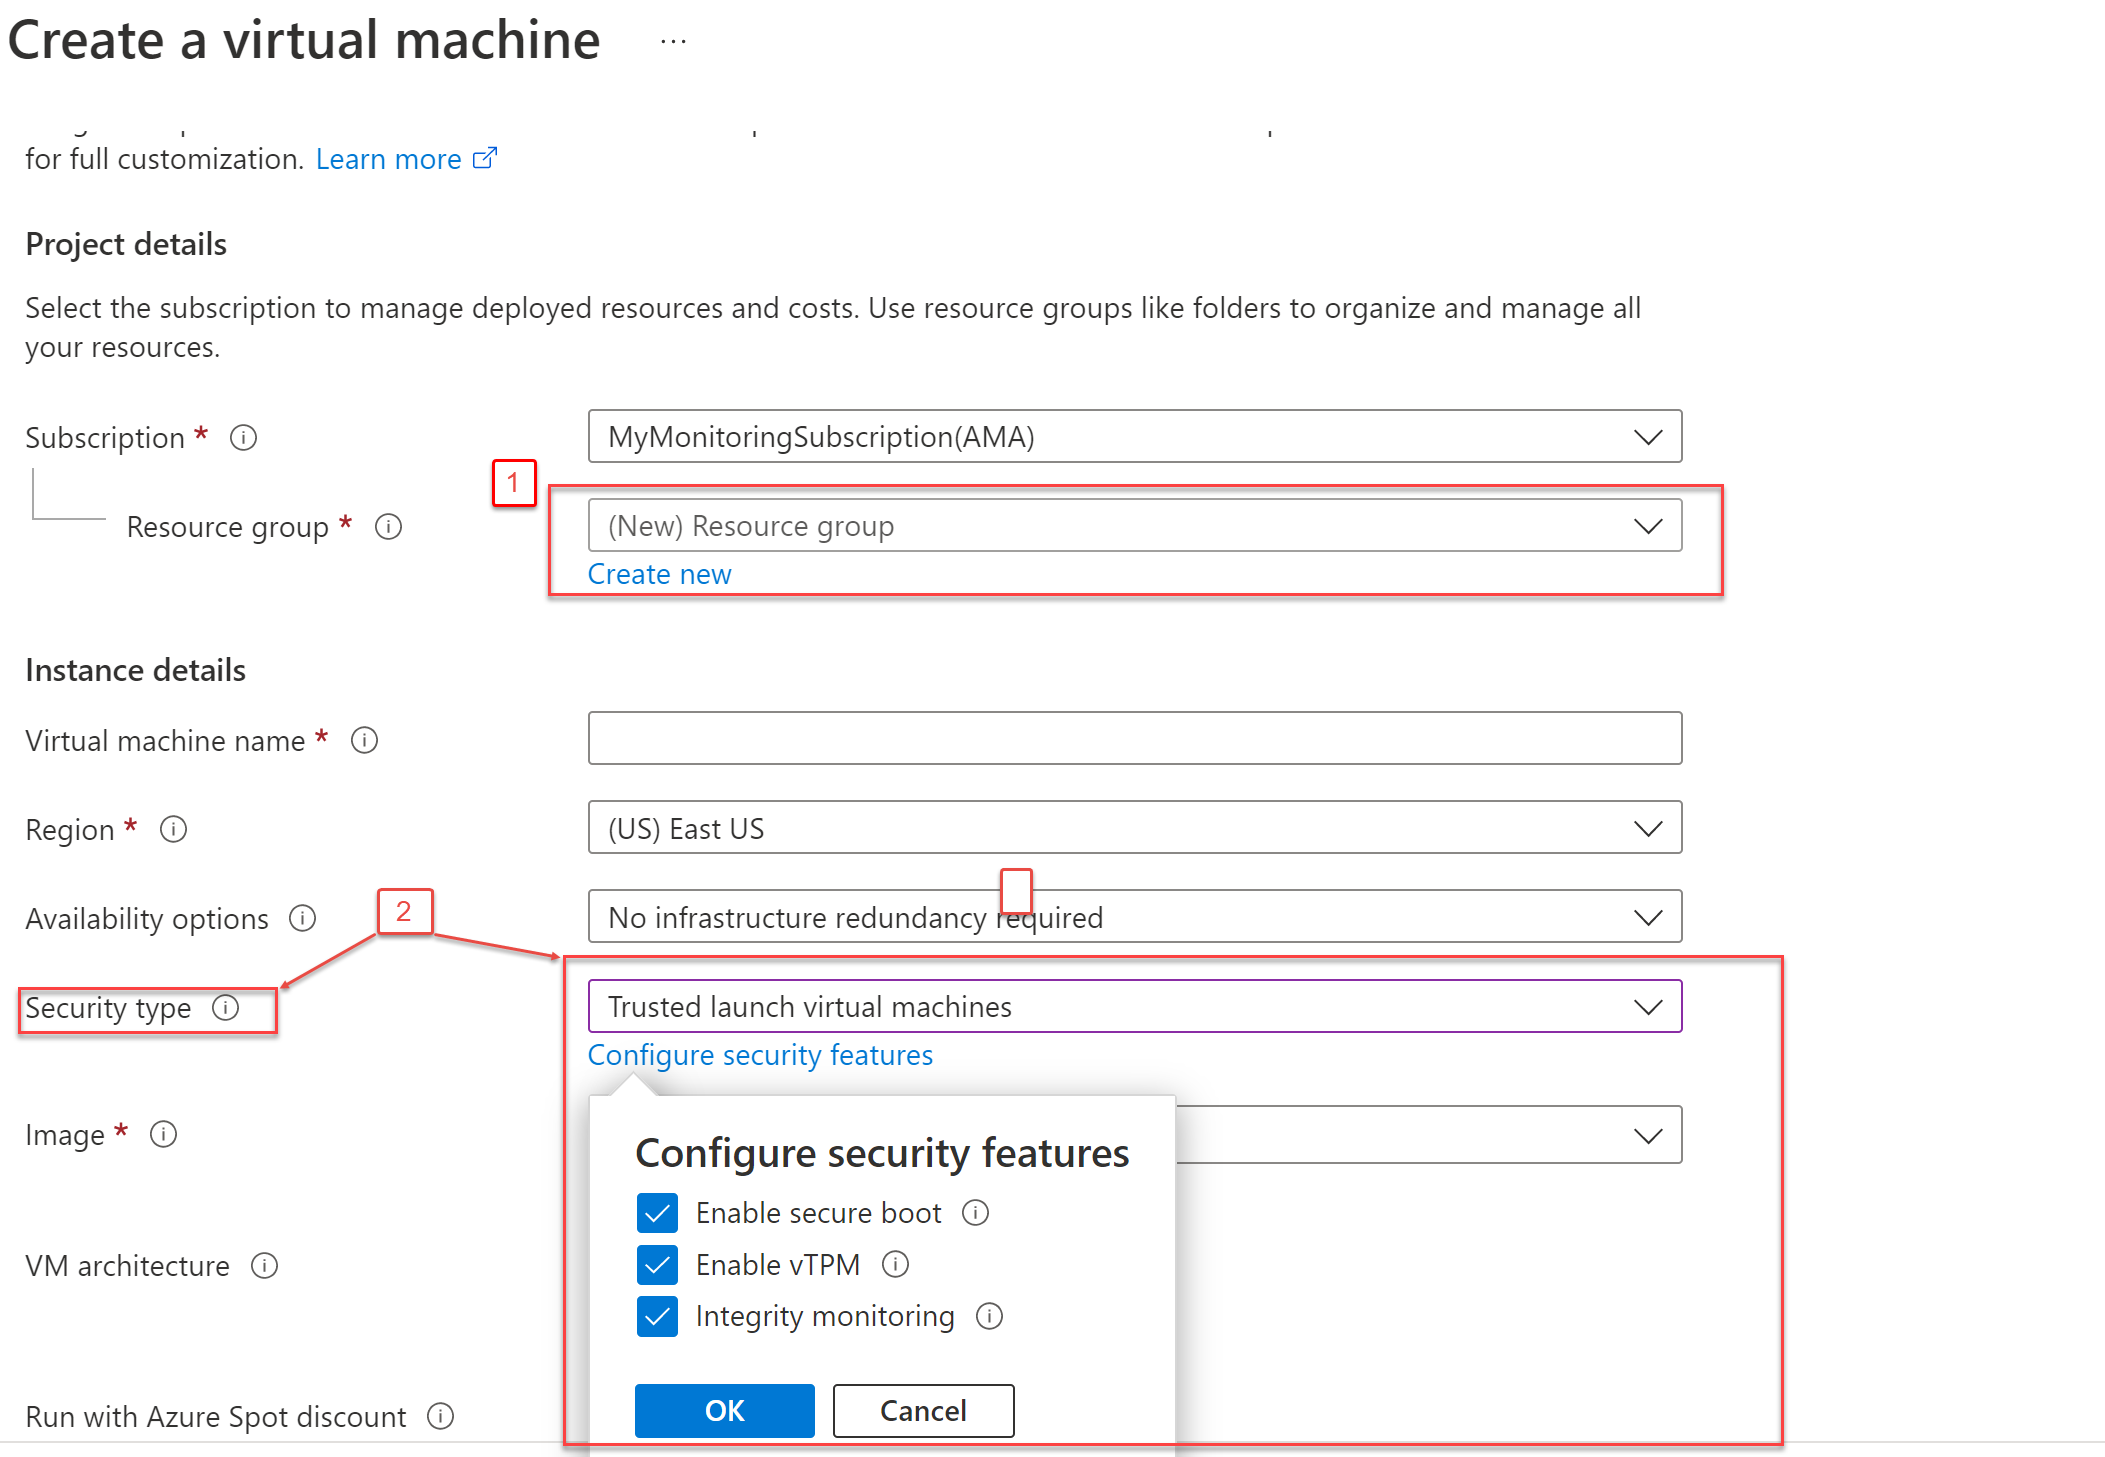 Create a virtual machine ...
for full customization. Learn more
Project details
Select the subscription to manage deployed resources and costs. Use resource groups like folders to organize and manage all
your resources.
Subscription *
MyMonitoringSubscription(AMA)
1
Resource group *
(New) Resource group
Create new
Instance details
Virtual machine name *
Region *
(US) East US
Availability options
2
No infrastructure redundancy required
Security type
Trusted launch virtual machines
Configure security features
Image *
Configure security features
Enable secure boot
VM architecture
Enable vTPM
Integrity monitoring
Run with Azure Spot discount
OK
Cancel